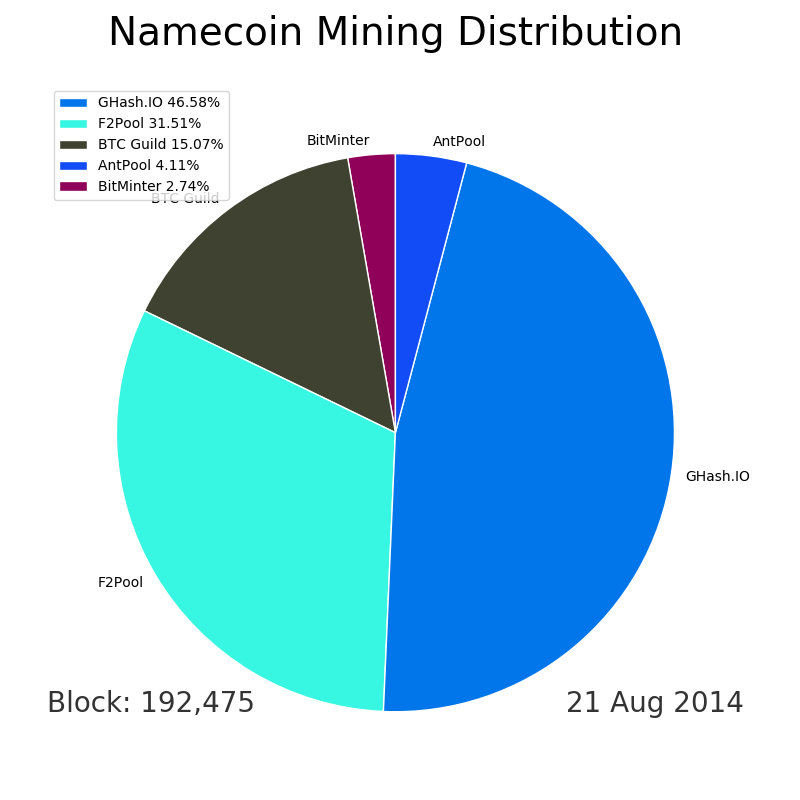 Namecoin Mining Distribution
GHash.IO 46.58%
F2Pool 31.51%
BTC Guild 15.07%
AntPool 4.11%
BitMinter 2.74%
BitMinter
AntPool
BTC Guild
GHash.IO
F2Pool
Block: 192,475
21 Aug 2014